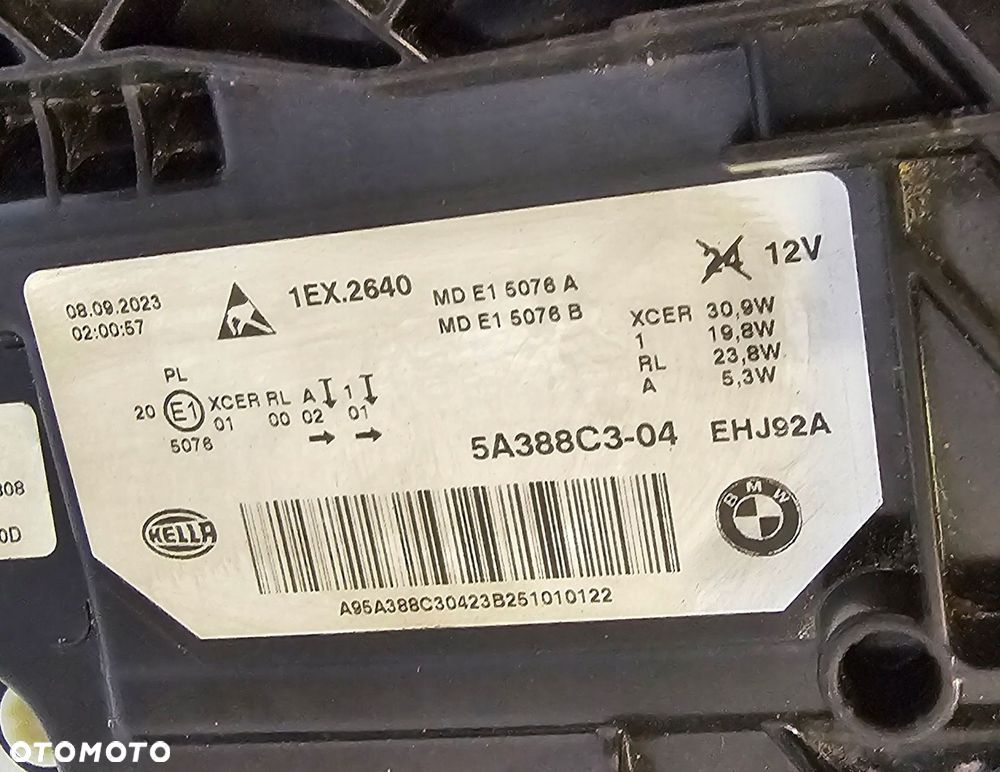 08.09.2023
02:00:57
1EX.2640
MD E1 5076 A
MD E1 5076 B
24 12V
XCER 30,9W
1 19,8W
RL 23,8W
A 5,3W
PL
20 E1 XCER RL A 1
01 00 02 01
5076
5A388C3-04 EHJ92A
HELLA
BMW
A95A388C30423B251010122
308
0D
OTOMOTO